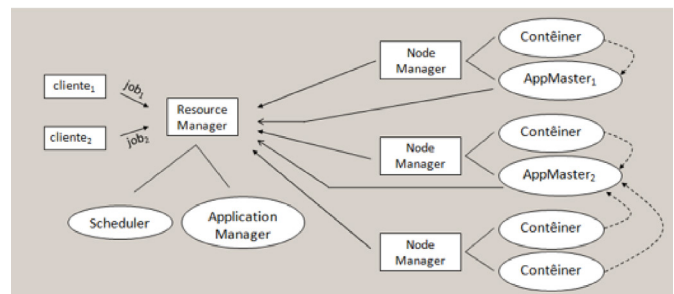 cliente1
job1
cliente2
job2
Resource
Manager
Scheduler
Application
Manager
Node
Manager
Contêiner
AppMaster1
Node
Manager
Contêiner
AppMaster2
Node
Manager
Contêiner
Contêiner